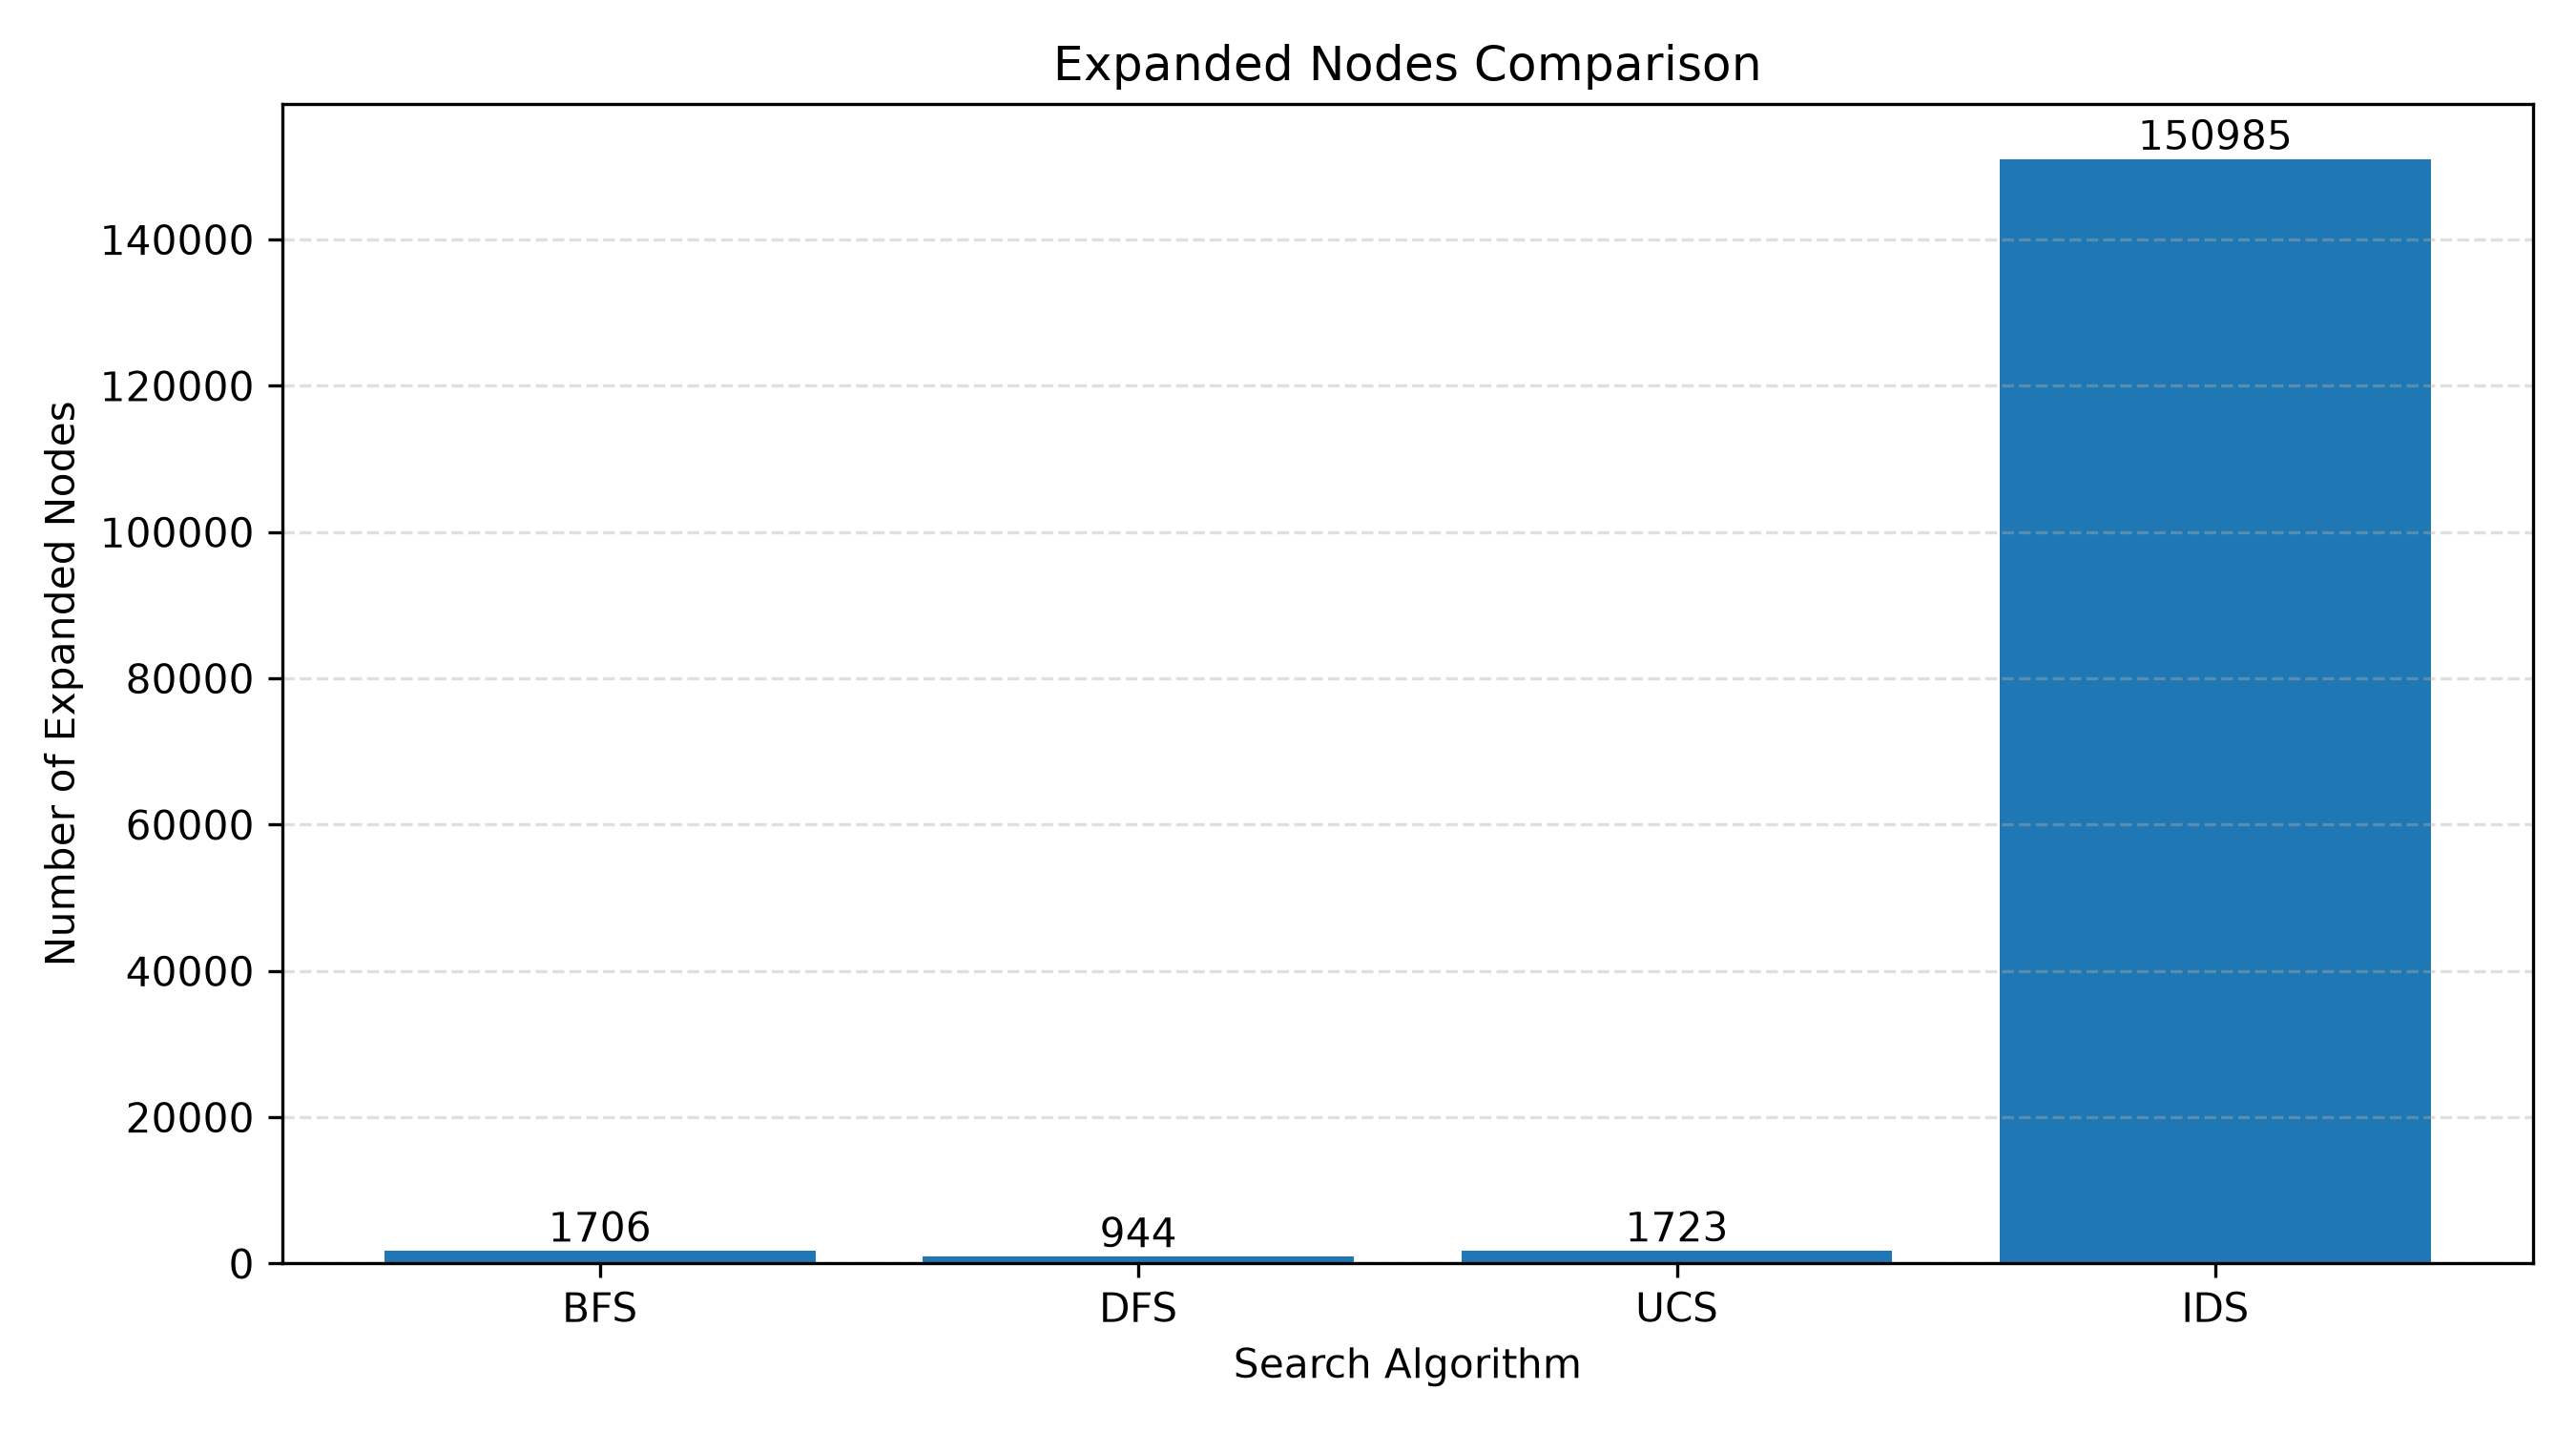 Expanded Nodes Comparison
150985
140000
120000
100000
80000
60000
40000
20000
0
Number of Expanded Nodes
1706
944
1723
BFS
DFS
UCS
IDS
Search Algorithm